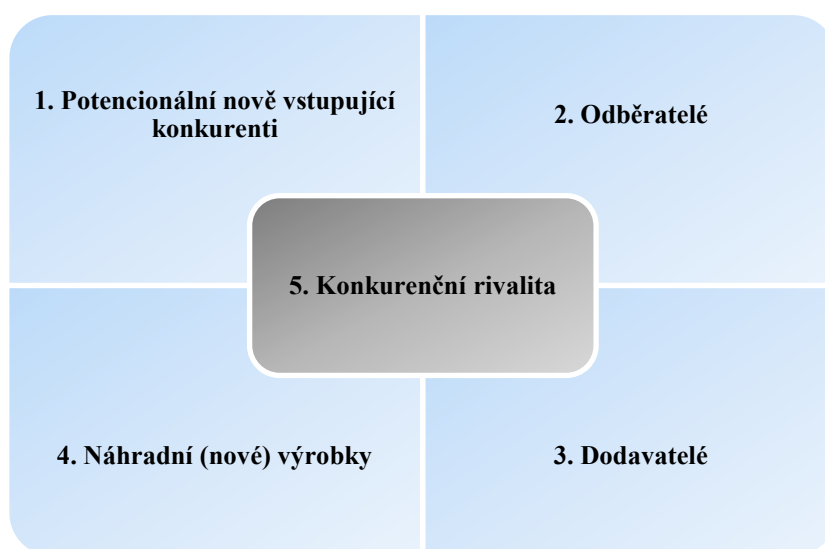 1. Potencionální nově vstupující
konkurenti
2. Odběratelé
5. Konkurenční rivalita
4. Náhradní (nové) výrobky
3. Dodavatelé